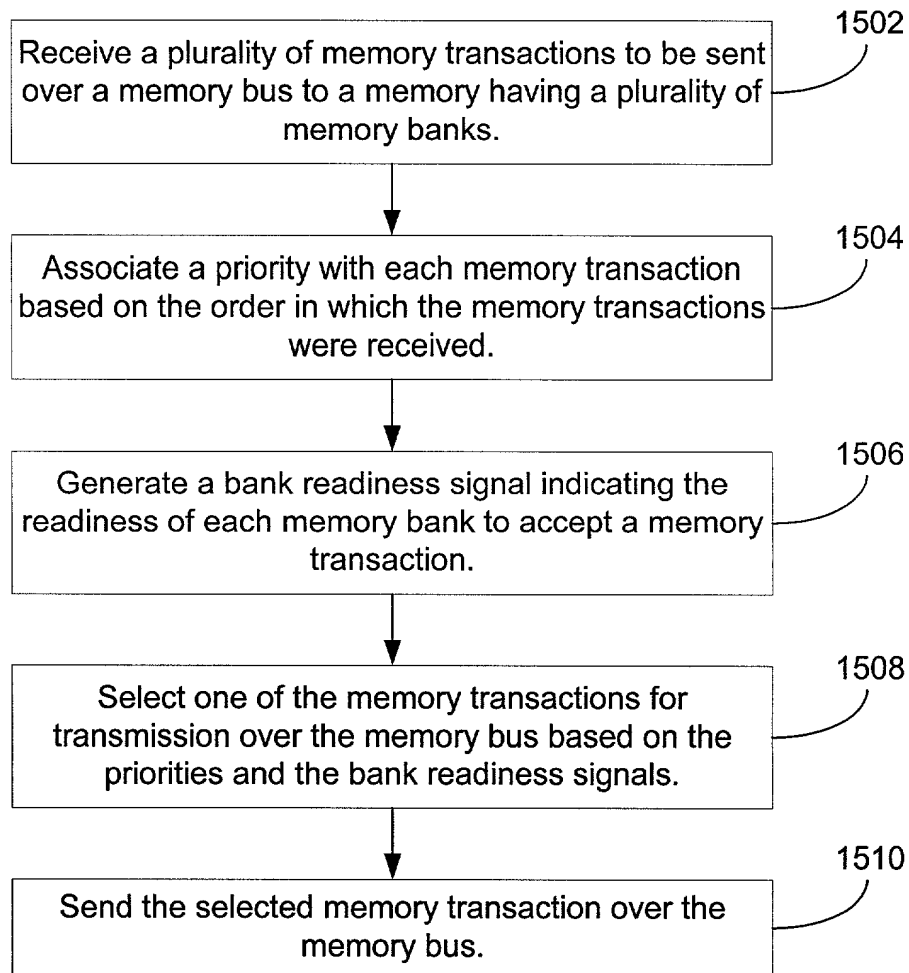 1502
Receive a plurality of memory transactions to be sent
over a memory bus to a memory having a plurality of
memory banks.
1504
Associate a priority with each memory transaction
based on the order in which the memory transactions
were received.
1506
Generate a bank readiness signal indicating the
readiness of each memory bank to accept a memory
transaction.
1508
Select one of the memory transactions for
transmission over the memory bus based on the
priorities and the bank readiness signals.
1510
Send the selected memory transaction over the
memory bus.